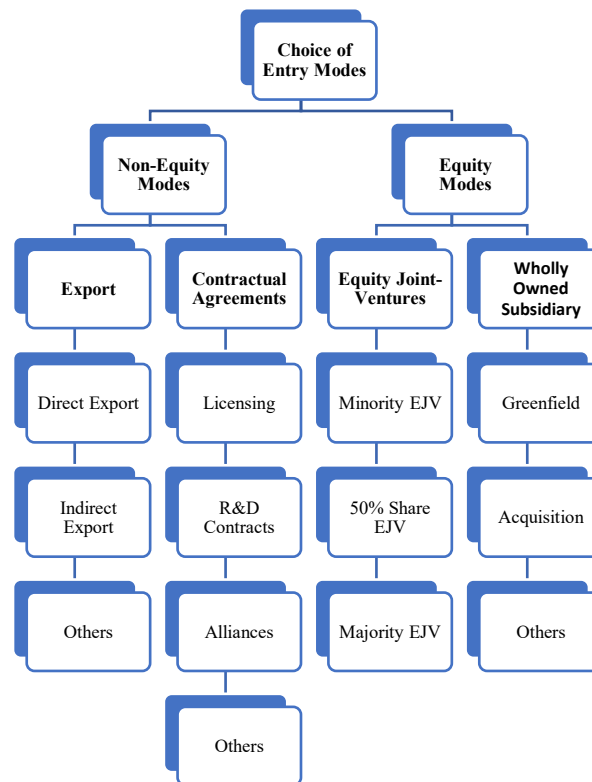 Choice of
Entry Modes
Non-Equity
Modes
Equity
Modes
Export
Contractual
Agreements
Equity Joint-
Ventures
Wholly
Owned
Subsidiary
Direct Export
Licensing
Minority EJV
Greenfield
Indirect
Export
R&D
Contracts
50% Share
EJV
Acquisition
Others
Alliances
Majority EJV
Others
Others